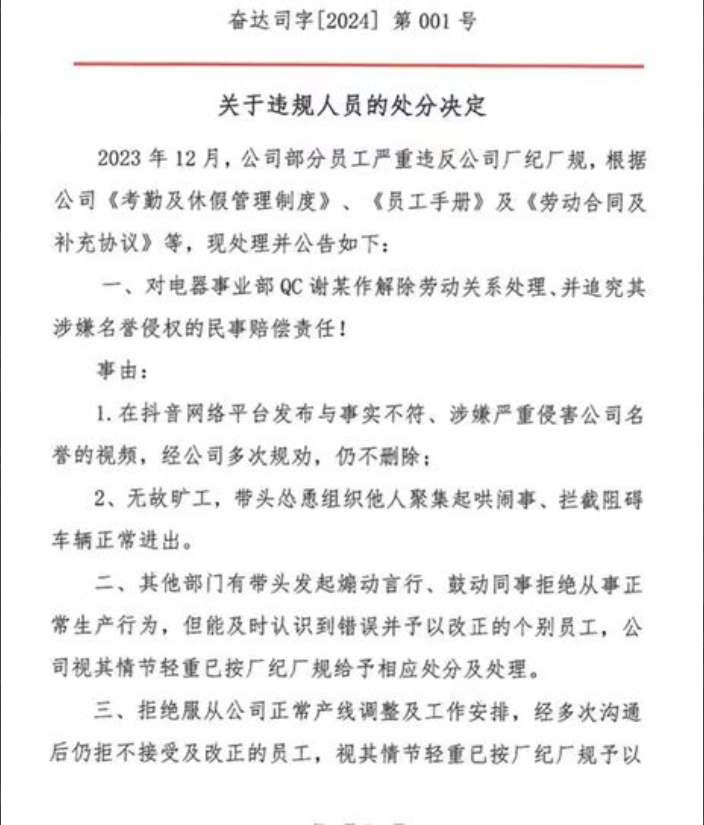 奋达司字[2024] 第 001 号
关于违规人员的处分决定
2023 年 12 月，公司部分员工严重违反公司厂纪厂规，根据
公司《考勤及休假管理制度》、《员工手册》及《劳动合同及
补充协议》等，现处理并公告如下：
一、对电器事业部 QC 谢某作解除劳动关系处理、并追究其
涉嫌名誉侵权的民事赔偿责任！
事由：
1.在抖音网络平台发布与事实不符、涉嫌严重侵害公司名
誉的视频，经公司多次规劝，仍不删除；
2、无故旷工，带头怂恿组织他人聚集起哄闹事、拦截阻碍
车辆正常进出。
二、其他部门有带头发起煽动言行、鼓动同事拒绝从事正
常生产行为，但能及时认识到错误并予以改正的个别员工，公
司视其情节轻重已按厂纪厂规给予相应处分及处理。
三、拒绝服从公司正常产线调整及工作安排，经多次沟通
后仍拒不接受及改正的员工，视其情节轻重已按厂纪厂规予以